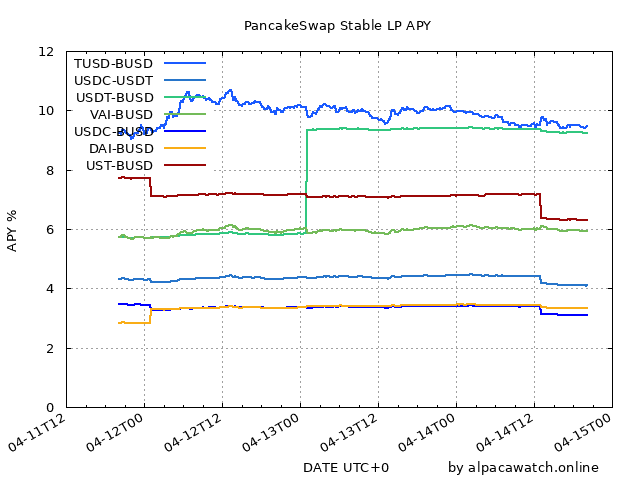 PancakeSwap Stable LP APY
12
10
8
6
4
2
0
APY %
TUSD-BUSD
USDC-USDT
USDT-BUSD
VAI-BUSD
USDC-BUSD
DAI-BUSD
UST-BUSD
04-11T12
04-12T00
04-12T12
04-13T00
04-13T12
04-14T00
04-14T12
04-15T00
DATE UTC+0
by alpacawatch.online